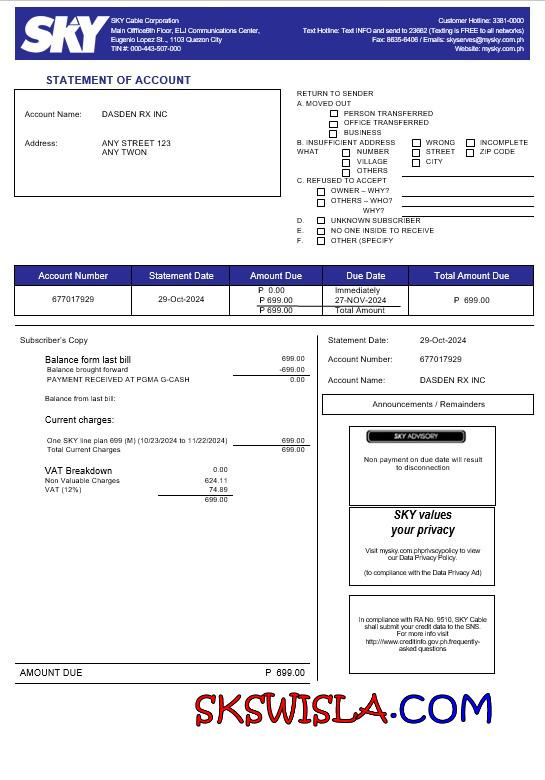 SKY
SKY Cable Corporation
Main Offfice8th Floor, ELJ Communications Center,
Eugenio Lopez St.., 1103 Quezon City
TIN #: 000-443-507-000
Customer Hotline: 3381-0000
Text Hotline: Text INFO and send to 23662 (Texting is FREE to all networks)
Fax: 8635-6406 / Emails: skyserves@mysky.com.ph
Website: mysky.com.ph
STATEMENT OF ACCOUNT
Account Name: DASDEN RX INC
Address: ANY STREET 123
ANY TWON
RETURN TO SENDER
A. MOVED OUT
PERSON TRANSFERRED
OFFICE TRANSFERRED
BUSINESS
B. INSUFFICIENT ADDRESS WRONG INCOMPLETE
WHAT NUMBER STREET ZIP CODE
VILLAGE CITY
OTHERS
C. REFUSED TO ACCEPT
OWNER – WHY?
OTHERS – WHO?
WHY?
D. UNKNOWN SUBSCRIBER
E. NO ONE INSIDE TO RECEIVE
F. OTHER (SPECIFY
Account Number Statement Date Amount Due Due Date Total Amount Due
P 0.00 Immediately
677017929 29-Oct-2024 P 699.00 27-NOV-2024 P 699.00
P 699.00 Total Amount
Subscriber's Copy
Balance form last bill 699.00
Balance brought forward -699.00
PAYMENT RECEIVED AT PGMA G-CASH 0.00
Balance from last bill:
Current charges:
One SKY line plan 699 (M) (10/23/2024 to 11/22/2024) 699.00
Total Current Charges 699.00
VAT Breakdown 0.00
Non Valuable Charges 624.11
VAT (12%) 74.89
699.00
AMOUNT DUE P 699.00
Statement Date: 29-Oct-2024
Account Number: 677017929
Account Name: DASDEN RX INC
Announcements / Remainders
SKY ADVISORY
Non payment on due date will result
to disconnection
SKY values
your privacy
Visit mysky.com.phprivscypolicy to view
our Data Privacy Policy.
(to compliance with the Data Privacy Ad)
In compliance with RA No. 9510, SKY Cable
shall submit your credit data to the SNS.
For more info visit
http://www.creditinfo.gov.ph.frequently-
asked questions
SKSWISLA.COM